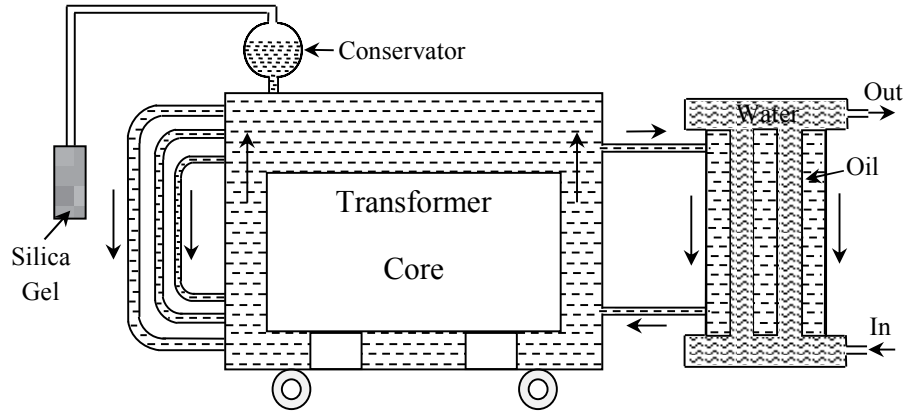 Conservator
Out
Water
Oil
Transformer
Core
Silica
Gel
In